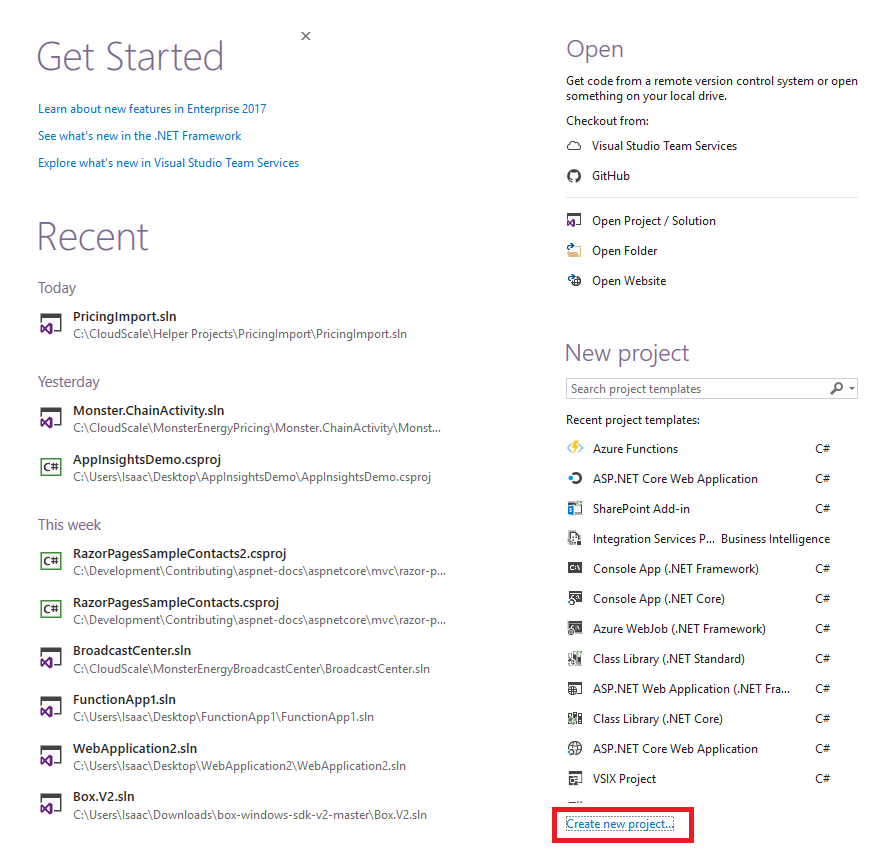 Get Started
Learn about new features in Enterprise 2017
See what's new in the .NET Framework
Explore what's new in Visual Studio Team Services
Recent
Today
PricingImport.sln
C:\CloudScale\Helper Projects\PricingImport\PricingImport.sln
Yesterday
Monster.ChainActivity.sln
C:\CloudScale\MonsterEnergyPricing\Monster.ChainActivity\Monst...
AppInsightsDemo.csproj
C:\Users\Isaac\Desktop\AppInsightsDemo\AppInsightsDemo.csproj
This week
RazorPagesSampleContacts2.csproj
C:\Development\Contributing\aspnet-docs\aspnetcore\mvc\razor-p...
RazorPagesSampleContacts.csproj
C:\Development\Contributing\aspnet-docs\aspnetcore\mvc\razor-p...
BroadcastCenter.sln
C:\CloudScale\MonsterEnergyBroadcastCenter\BroadcastCenter.sln
FunctionApp1.sln
C:\Users\Isaac\Desktop\FunctionApp1\FunctionApp1.sln
WebApplication2.sln
C:\Users\Isaac\Desktop\WebApplication2\WebApplication2.sln
Box.V2.sln
C:\Users\Isaac\Downloads\box-windows-sdk-v2-master\Box.V2.sln
Open
Get code from a remote version control system or open
something on your local drive.
Checkout from:
Visual Studio Team Services
GitHub
Open Project / Solution
Open Folder
Open Website
New project
Search project templates
Recent project templates:
Azure Functions C#
ASP.NET Core Web Application C#
SharePoint Add-in C#
Integration Services P... Business Intelligence
Console App (.NET Framework) C#
Console App (.NET Core) C#
Azure WebJob (.NET Framework) C#
Class Library (.NET Standard) C#
ASP.NET Web Application (.NET Fra... C#
Class Library (.NET Core) C#
ASP.NET Core Web Application C#
VSIX Project C#
Create new project...